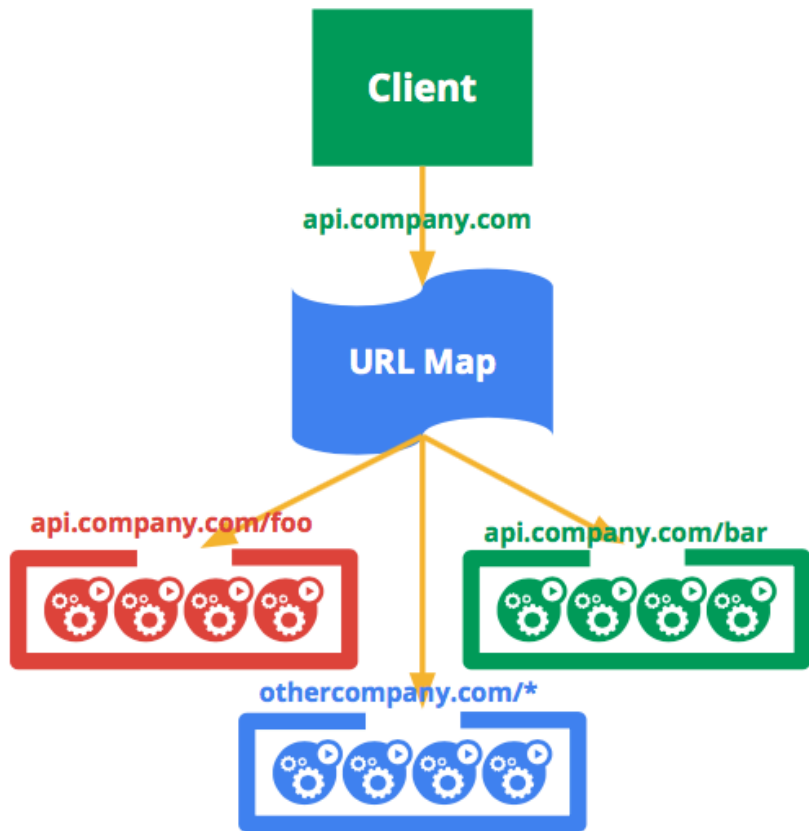 Client
api.company.com
URL Map
api.company.com/foo
api.company.com/bar
othercompany.com/*